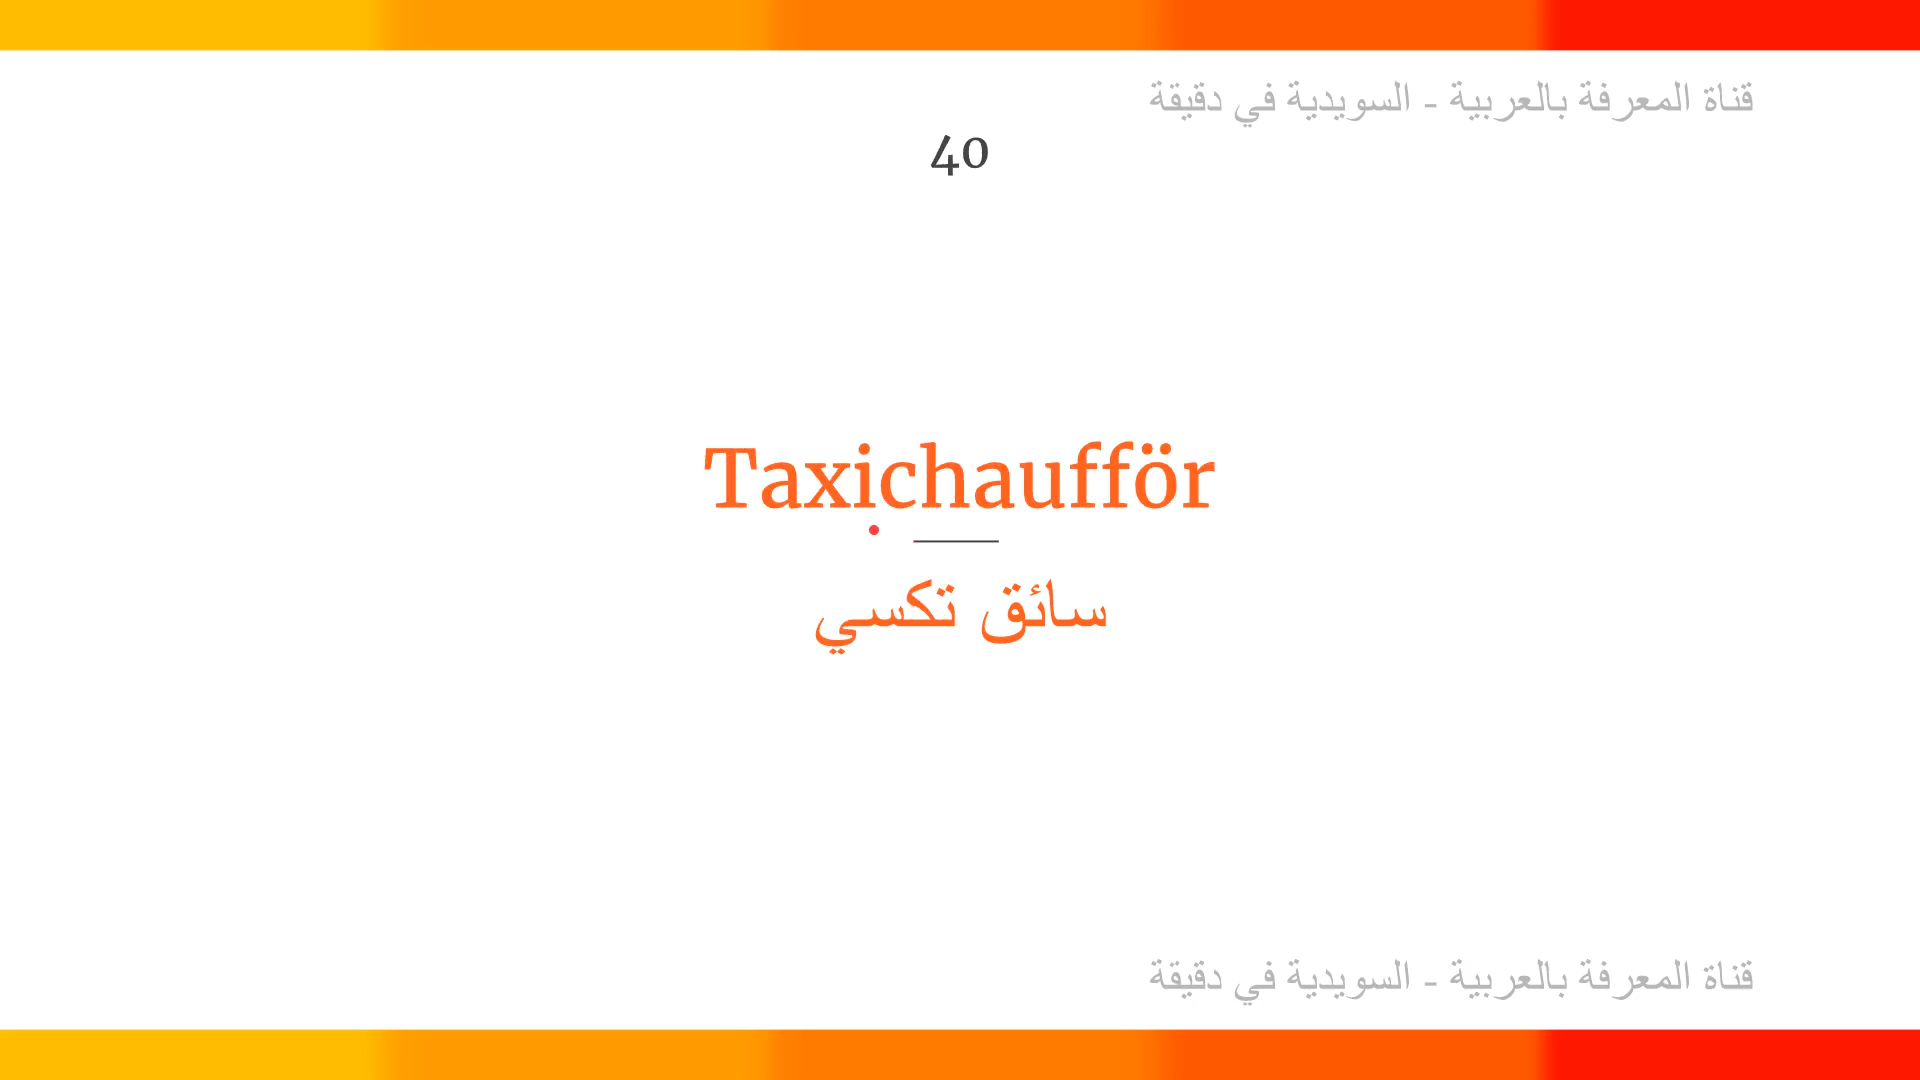 قناة المعرفة بالعربية - السويدية في دقيقة
40
Taxichaufför
سائق تكسي
قناة المعرفة بالعربية - السويدية في دقيقة